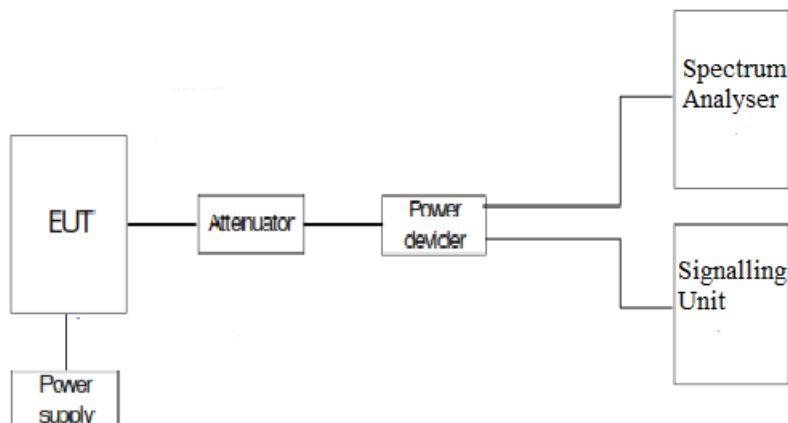 Spectrum
Analyser
EUT
Attenuator
Power
devider
Signalling
Unit
Power
supply